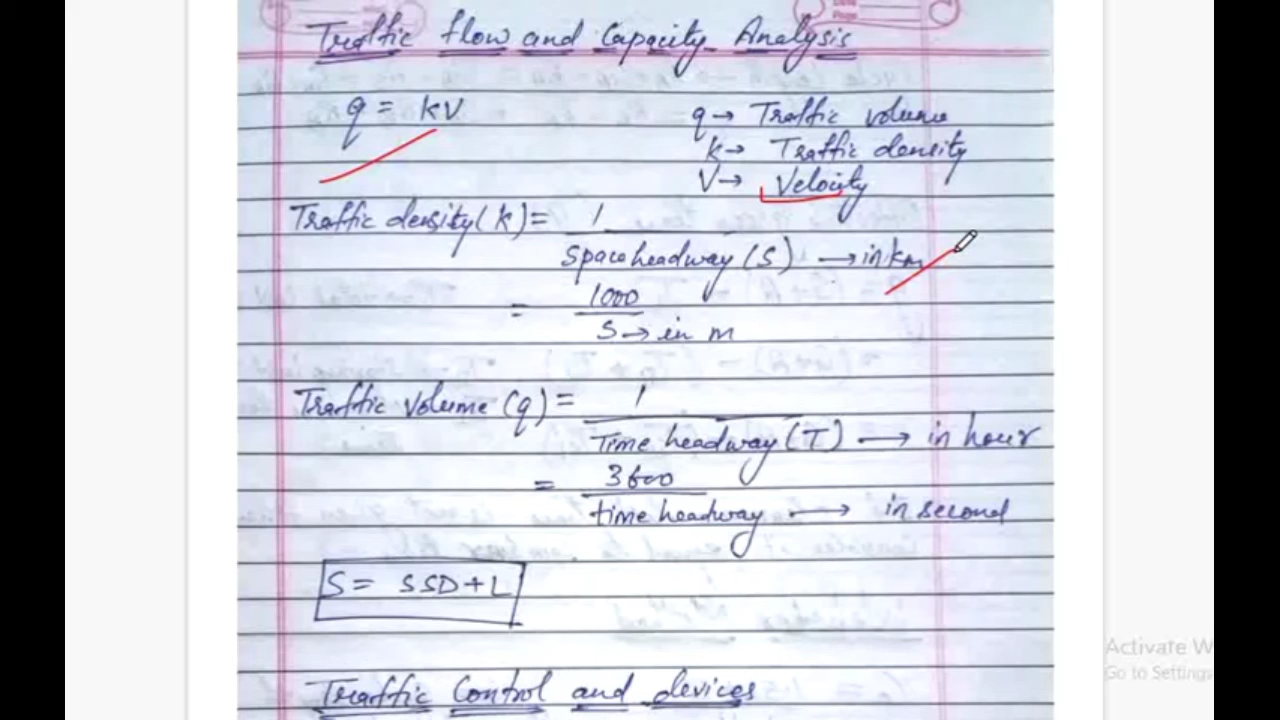 Traffic flow and Capacity Analysis
q = kV
q → Traffic volume
k → Traffic density
V → Velocity
Traffic density (k) = 1
Space headway (S) → in km
= 1000
S → in m
Traffic volume (q) = 1
Time headway (T) → in hour
= 3600
time headway → in second
S = SSD + L
Traffic Control and devices
Activate W
Go to Settings